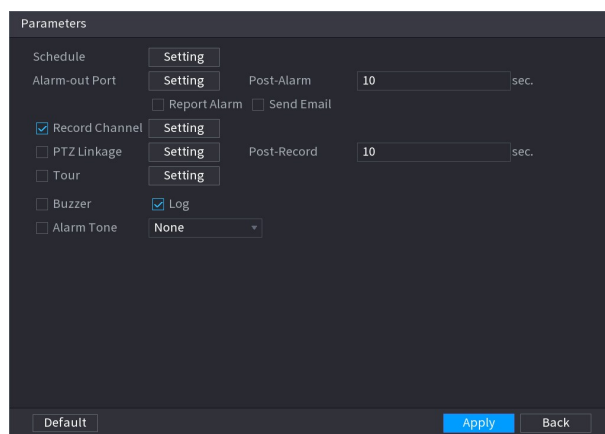 Parameters
Schedule Setting
Alarm-out Port Setting Post-Alarm 10 sec.
Report Alarm Send Email
Record Channel Setting
PTZ Linkage Setting Post-Record 10 sec.
Tour Setting
Buzzer Log
Alarm Tone None
Default Apply Back